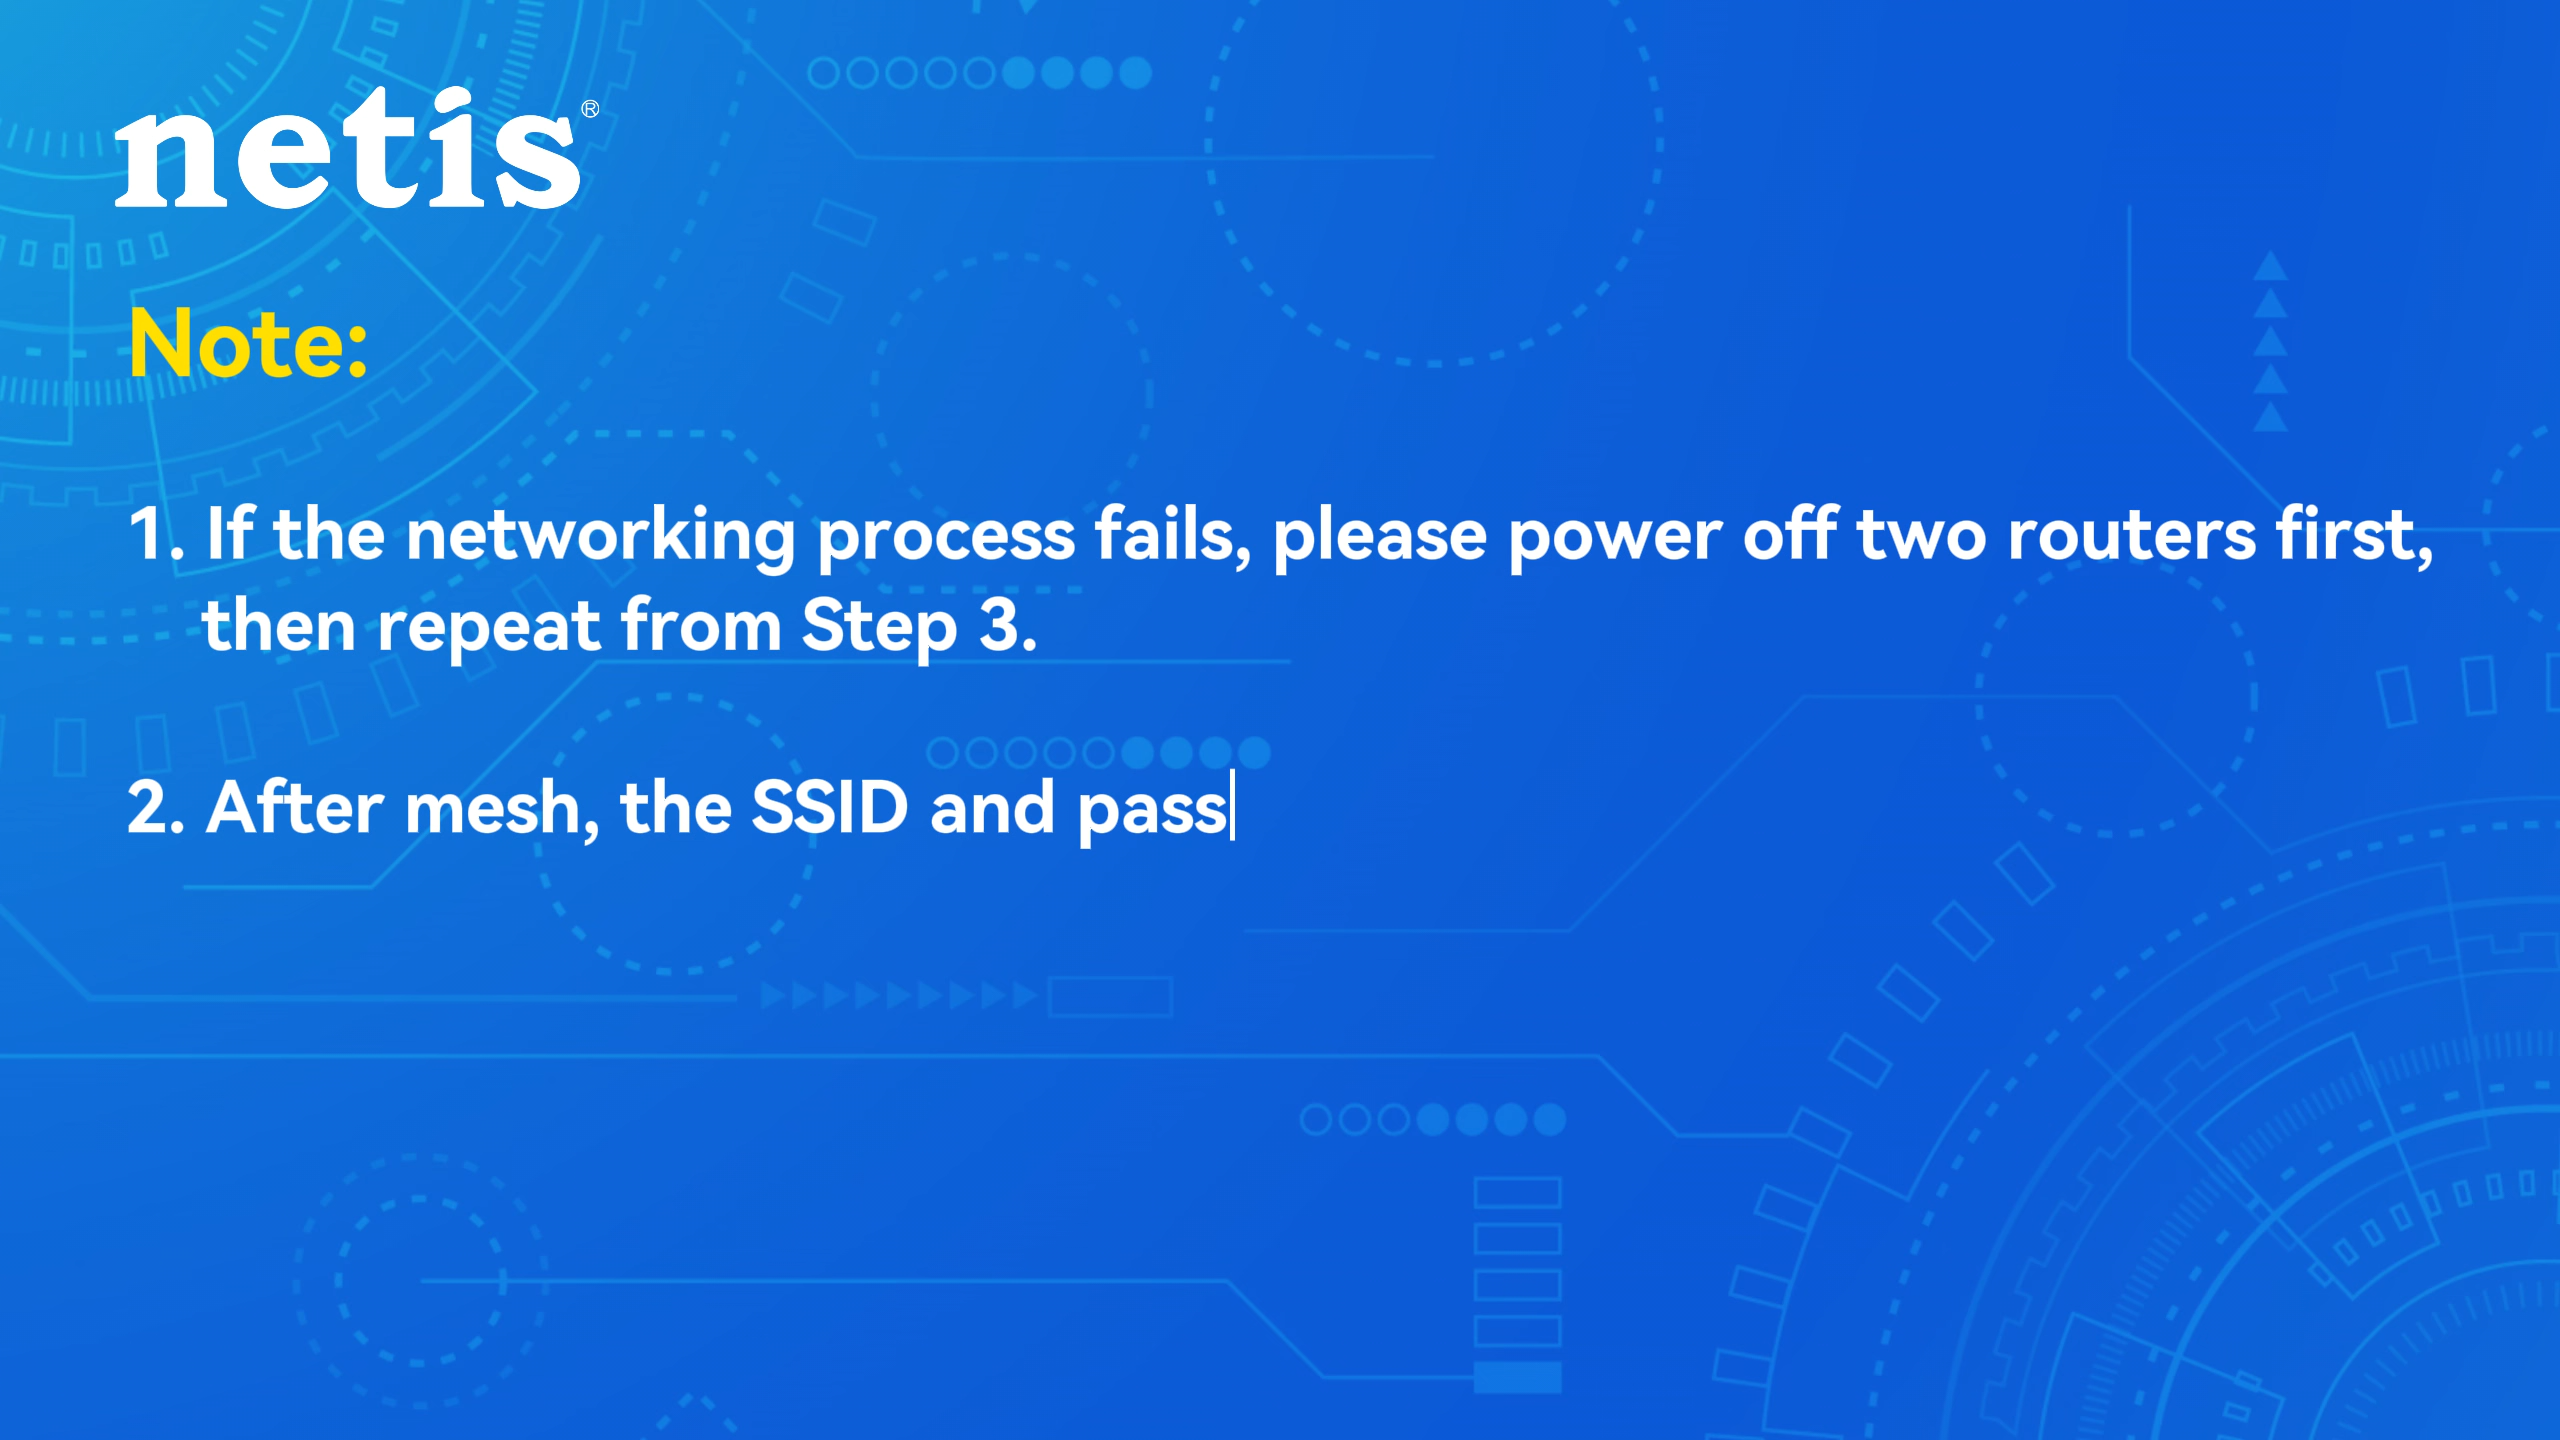 netis®
Note:
1. If the networking process fails, please power off two routers first,
then repeat from Step 3.
2. After mesh, the SSID and pass